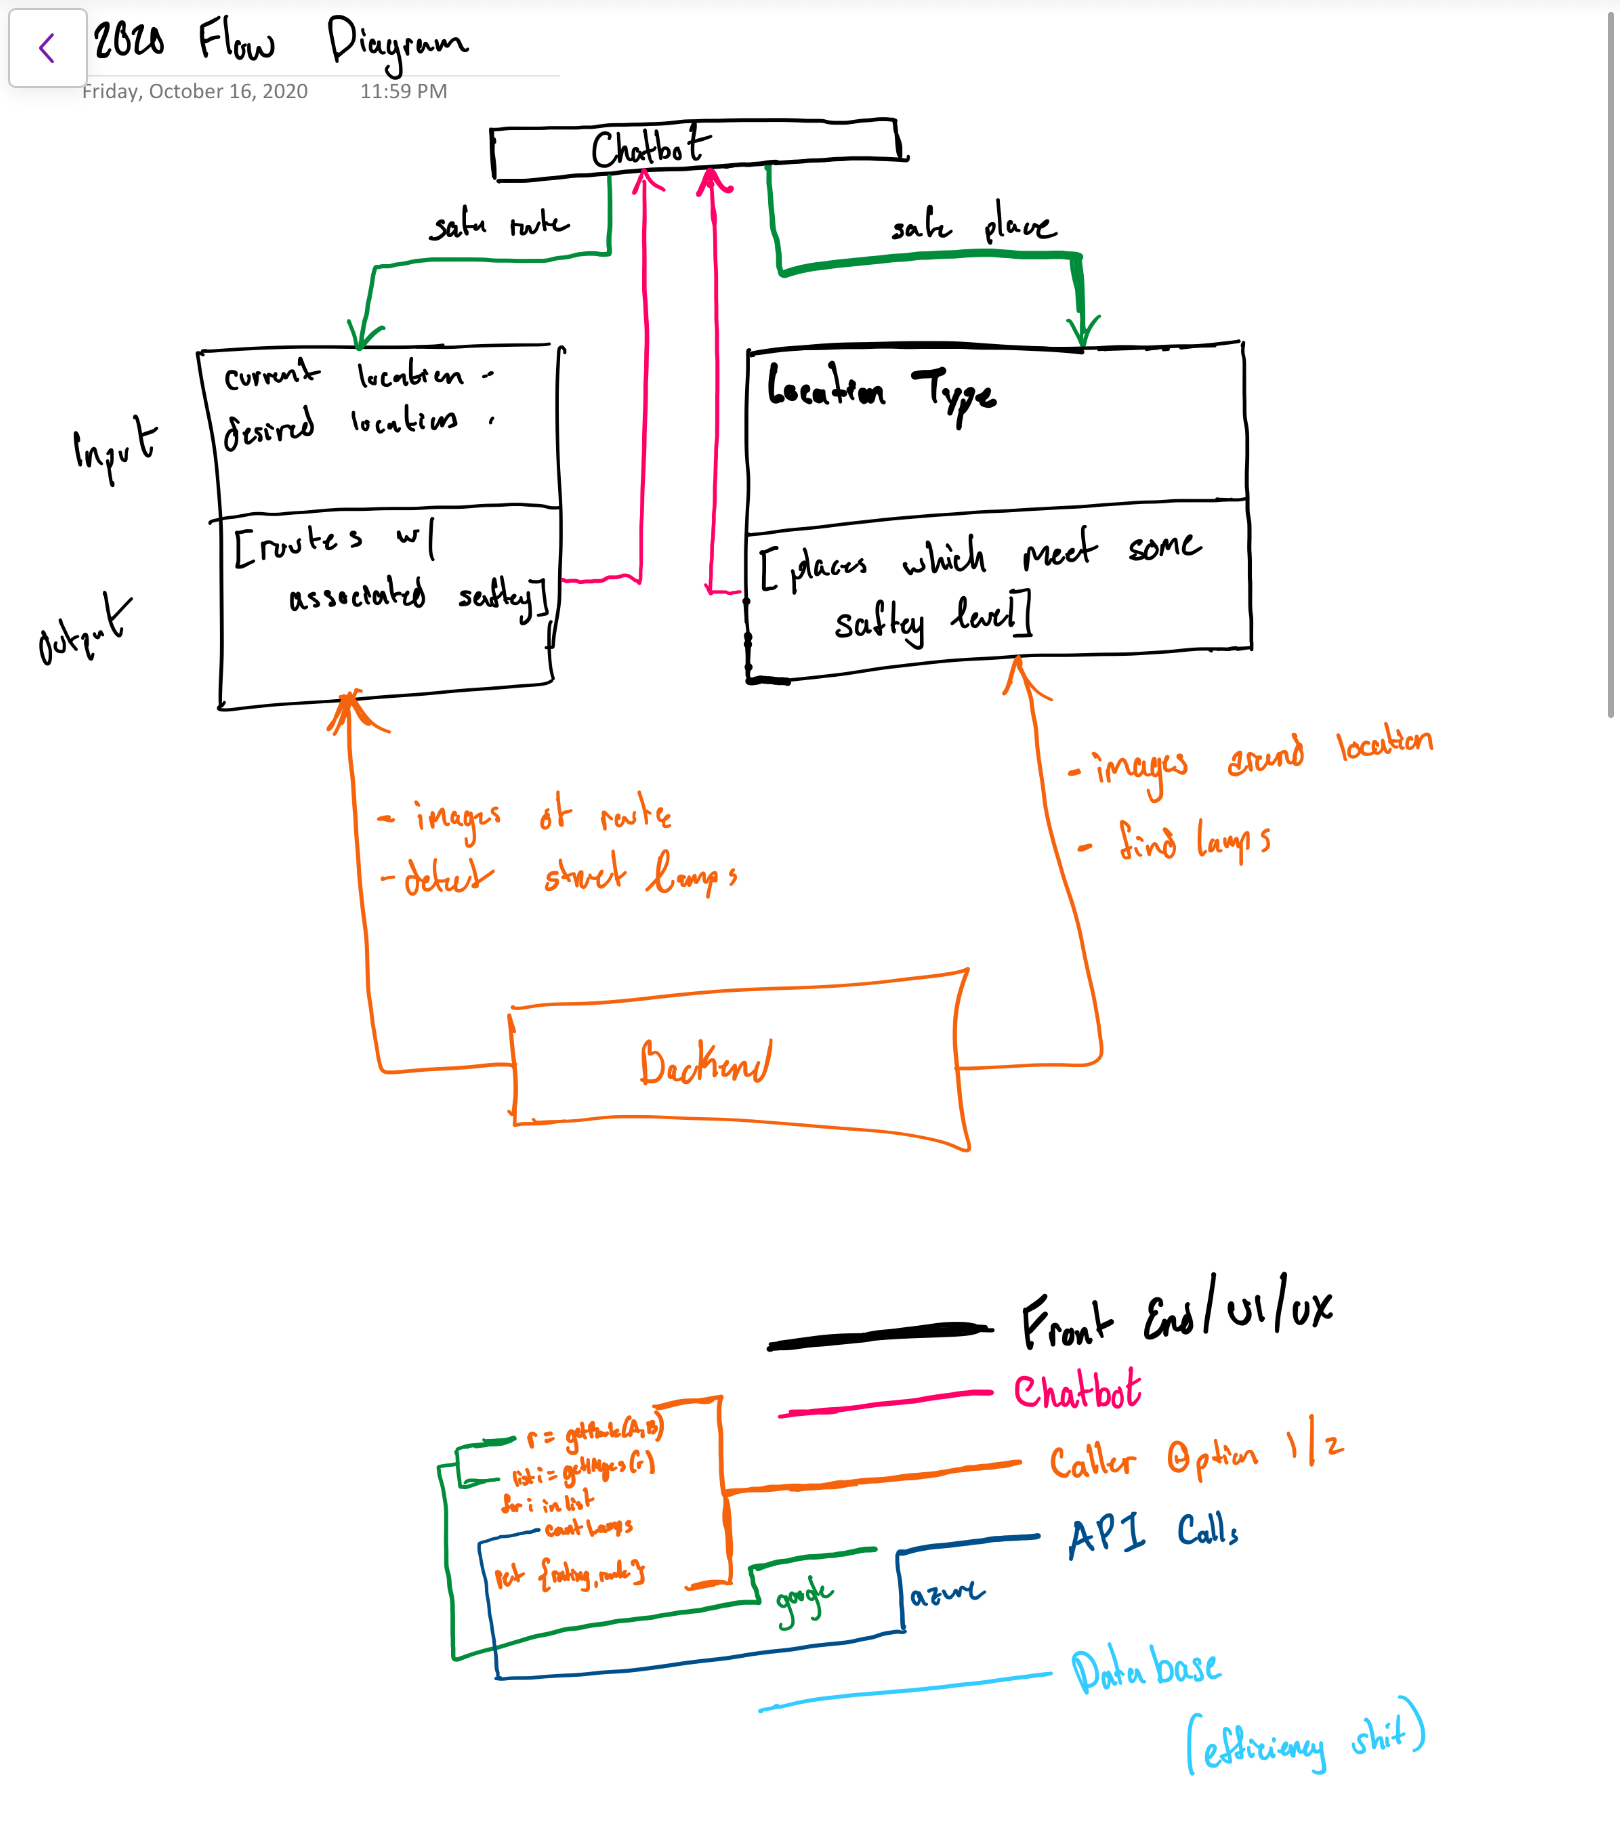 2020 Flow Diagram
Friday, October 16, 2020 11:59 PM
Chatbot
safe route
safe place
Input
current location -
desired location .
Location Type
Output
[routes w/
associated saftey]
[places which meet some
saftey level]
- images of route
- detect street lamps
- images around location
- find lamps
Backend
Front End/UI/UX
Chatbot
Caller Option 1/2
r = getRoute(A,B)
list i = getImages(r)
for i in list
count Lamps
ret {rating, route}
google
azure
API Calls
Database
(efficiency shit)